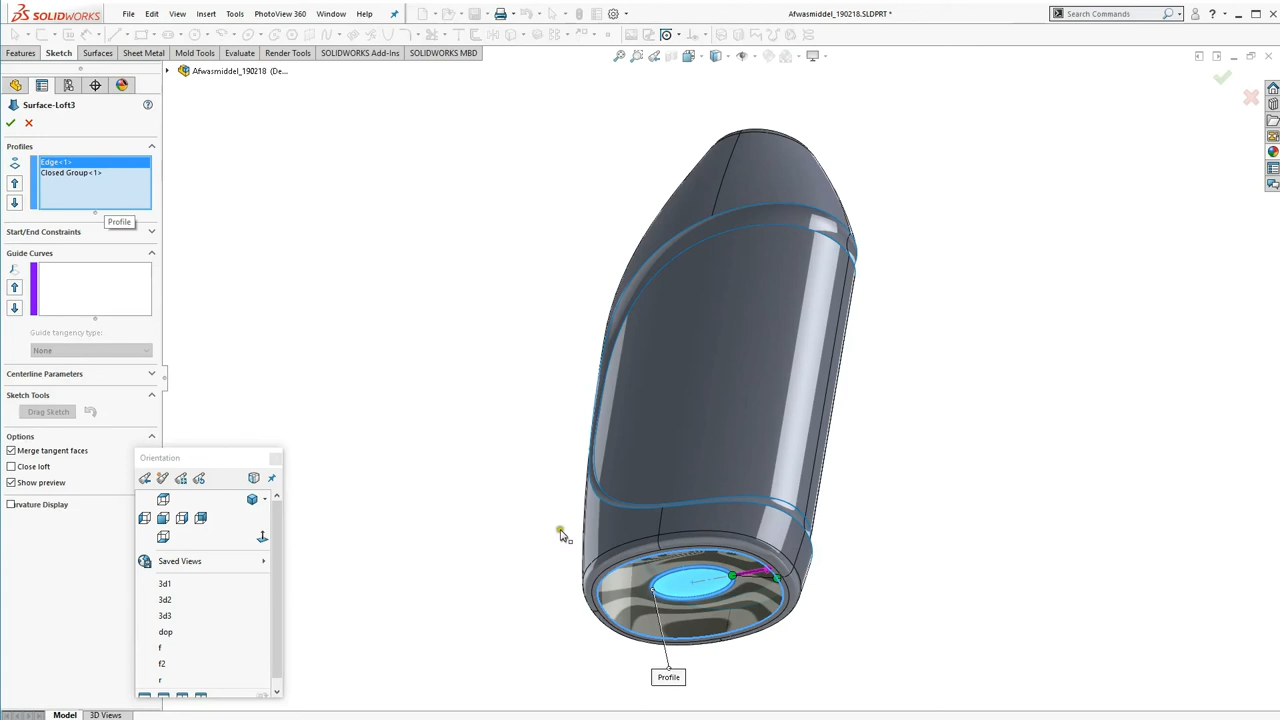 SOLIDWORKS File Edit View Insert Tools PhotoView 360 Window Help Afwasmiddel_190218.SLDPRT * Search Commands
Features Sketch Surfaces Sheet Metal Mold Tools Evaluate Render Tools SOLIDWORKS Add-Ins SOLIDWORKS MBD
Afwasmiddel_190218 (De...
Surface-Loft3
Profiles
Edge<1>
Closed Group<1>
Profile
Start/End Constraints
Guide Curves
Guide tangency type:
None
Centerline Parameters
Sketch Tools
Drag Sketch
Options
Merge tangent faces
Close loft
Show preview
Curvature Display
Orientation
Saved Views
3d1
3d2
3d3
dop
f
f2
r
Profile
Model 3D Views